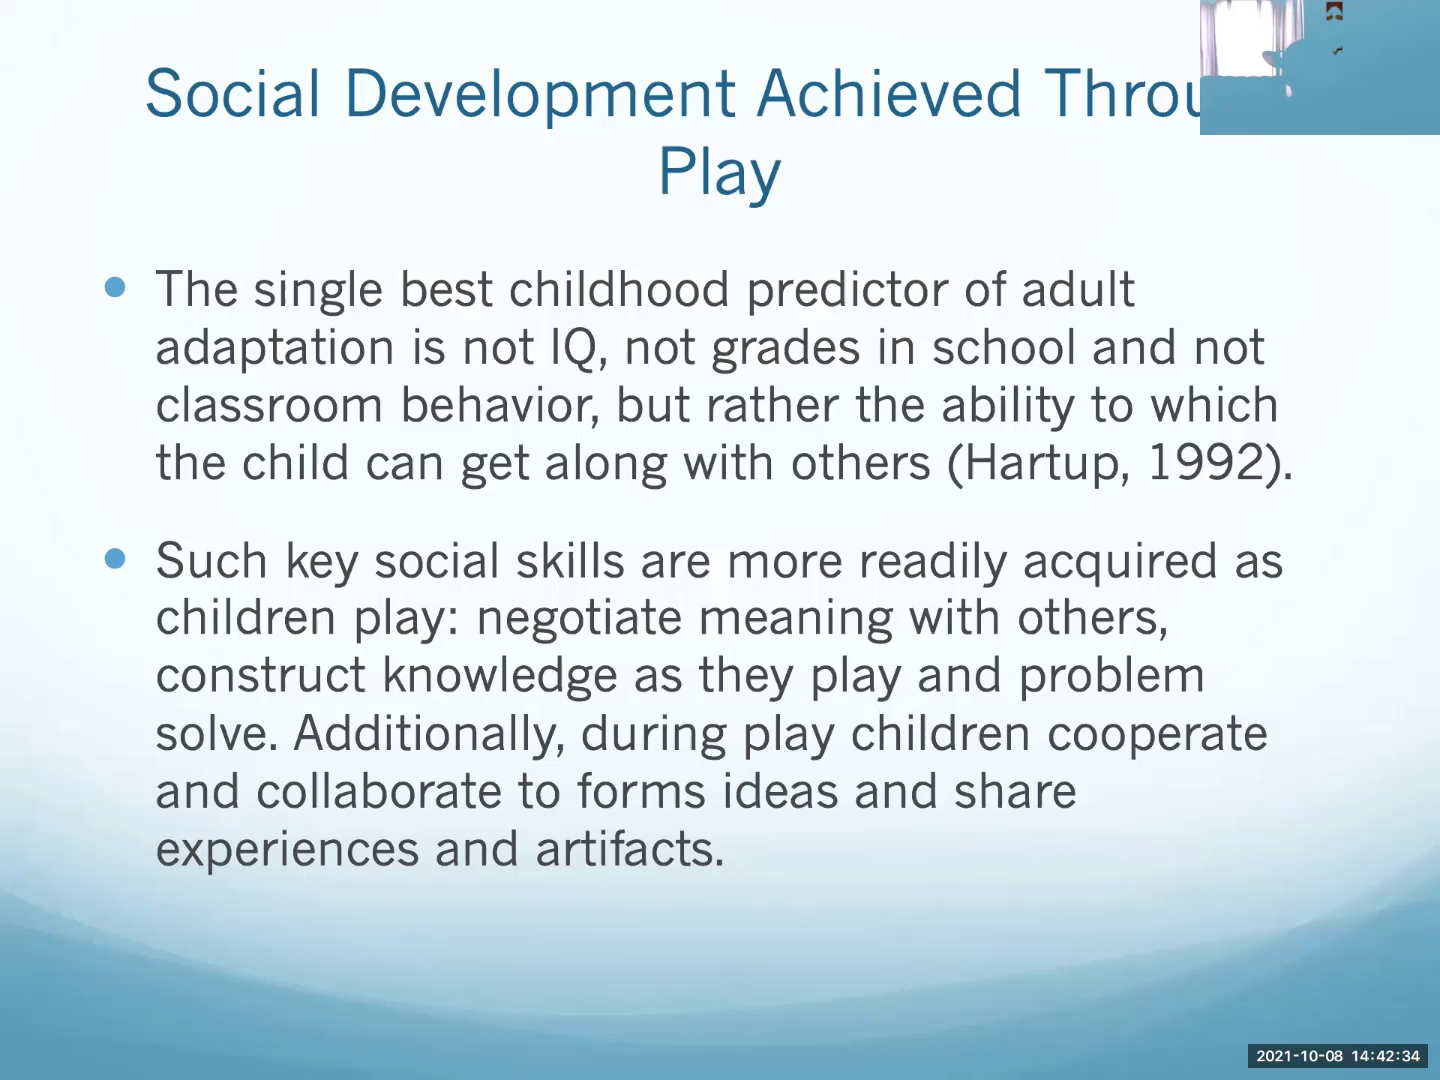 Social Development Achieved Throu
Play
The single best childhood predictor of adult
adaptation is not IQ, not grades in school and not
classroom behavior, but rather the ability to which
the child can get along with others (Hartup, 1992).
Such key social skills are more readily acquired as
children play: negotiate meaning with others,
construct knowledge as they play and problem
solve. Additionally, during play children cooperate
and collaborate to forms ideas and share
experiences and artifacts.
2021-10-08 14:42:34